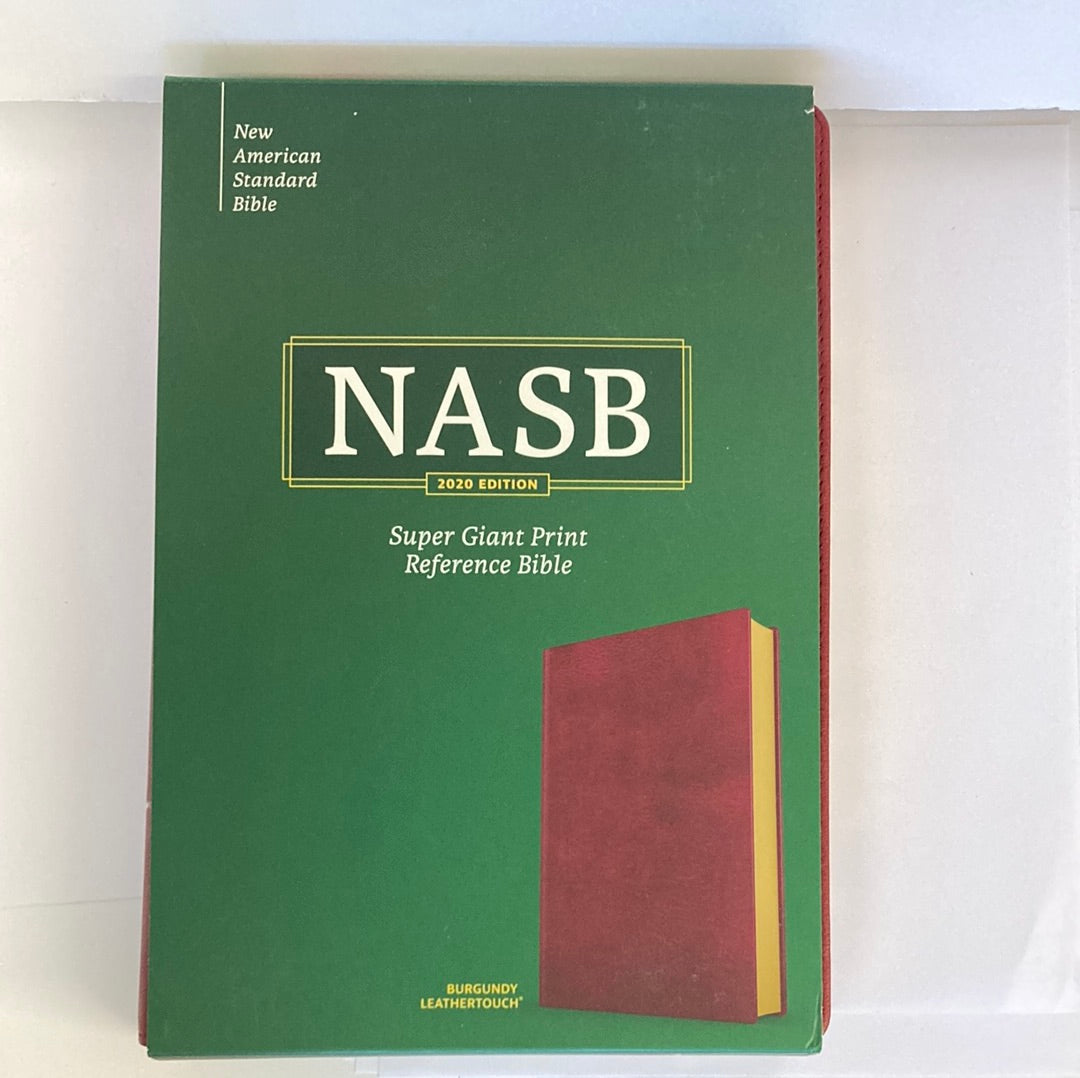 New
American
Standard
Bible
NASB
2020 EDITION
Super Giant Print
Reference Bible
BURGUNDY
LEATHERTOUCH®